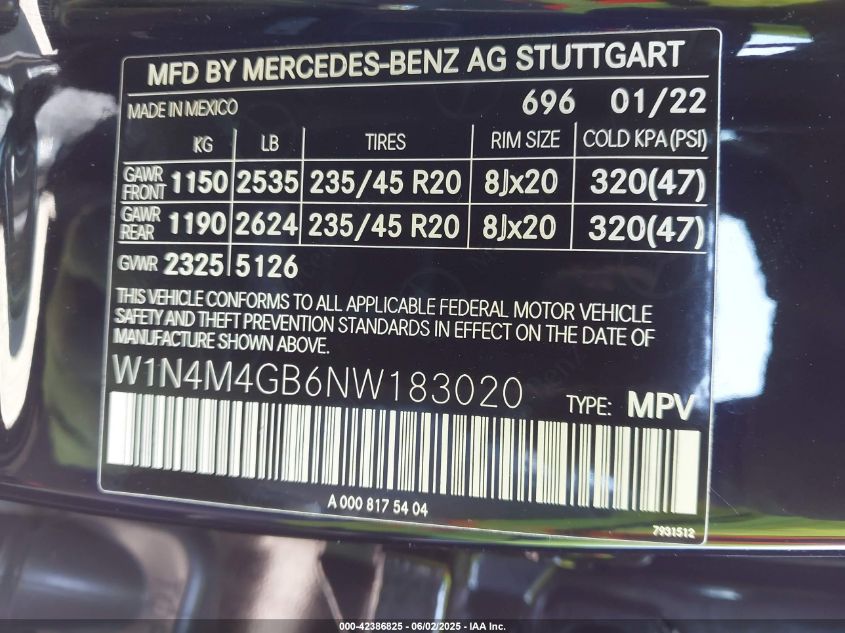 MFD BY MERCEDES-BENZ AG STUTTGART
MADE IN MEXICO 696 01/22
KG LB TIRES RIM SIZE COLD KPA (PSI)
GAWR FRONT 1150 2535 235/45 R20 8Jx20 320(47)
GAWR REAR 1190 2624 235/45 R20 8Jx20 320(47)
GVWR 2325 5126
THIS VEHICLE CONFORMS TO ALL APPLICABLE FEDERAL MOTOR VEHICLE
SAFETY AND THEFT PREVENTION STANDARDS IN EFFECT ON THE DATE OF
MANUFACTURE SHOWN ABOVE.
W1N4M4GB6NW183020 TYPE: MPV
A 000 817 54 04
7931512
000-42386825 - 06/02/2025 - IAA Inc.